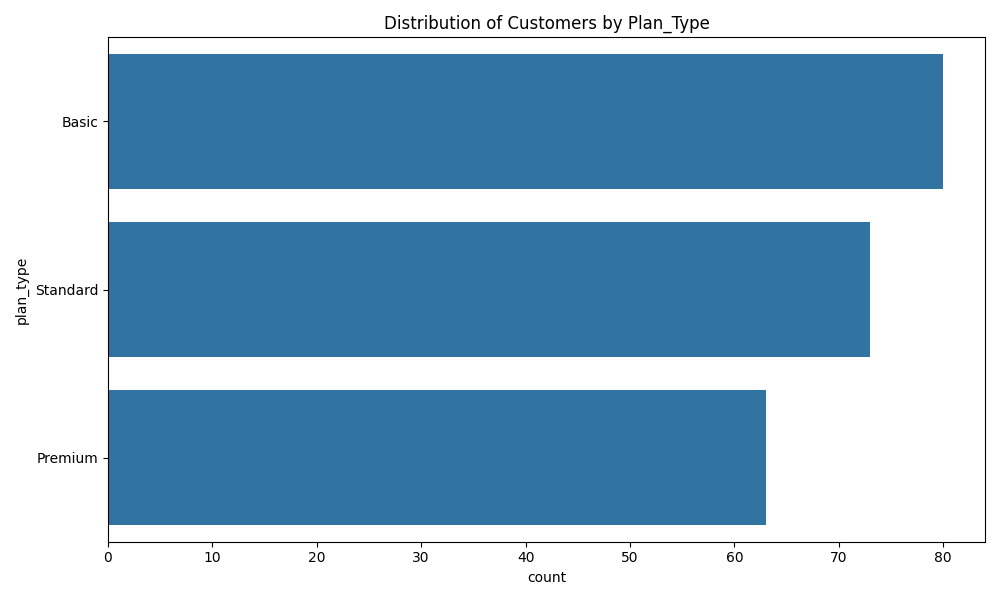 Distribution of Customers by Plan_Type
plan_type
Basic
Standard
Premium
0 10 20 30 40 50 60 70 80
count